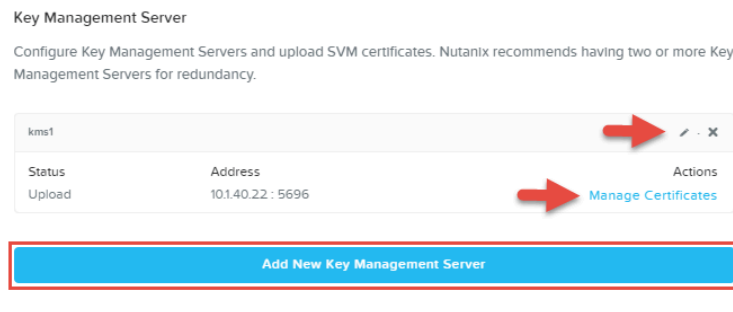 Key Management Server
Configure Key Management Servers and upload SVM certificates. Nutanix recommends having two or more Key
Management Servers for redundancy.
kms1
Status Address Actions
Upload 10.1.40.22 : 5696 Manage Certificates
Add New Key Management Server